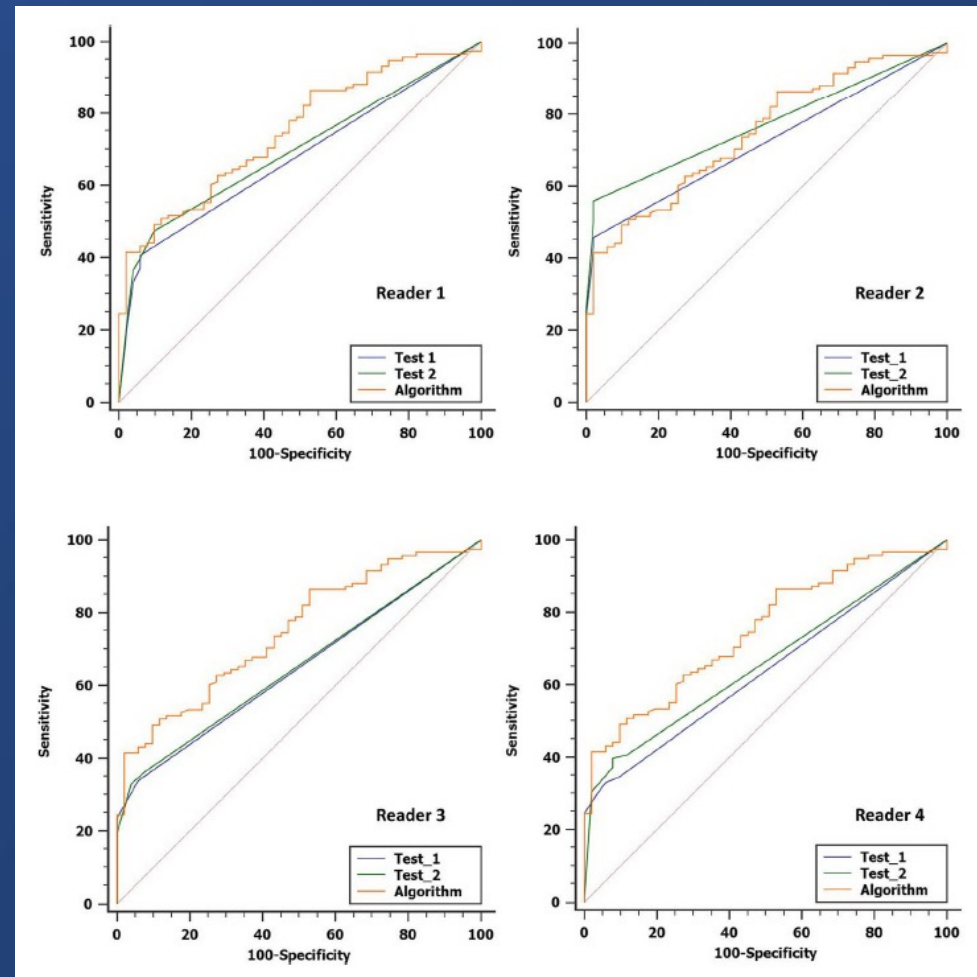 100
80
60
40
20
0
Sensitivity
Reader 1
Test 1
Test 2
Algorithm
0 20 40 60 80 100
100-Specificity
100
80
60
40
20
0
Sensitivity
Reader 2
Test_1
Test_2
Algorithm
0 20 40 60 80 100
100-Specificity
100
80
60
40
20
0
Sensitivity
Reader 3
Test_1
Test_2
Algorithm
0 20 40 60 80 100
100-Specificity
100
80
60
40
20
0
Sensitivity
Reader 4
Test_1
Test_2
Algorithm
0 20 40 60 80 100
100-Specificity